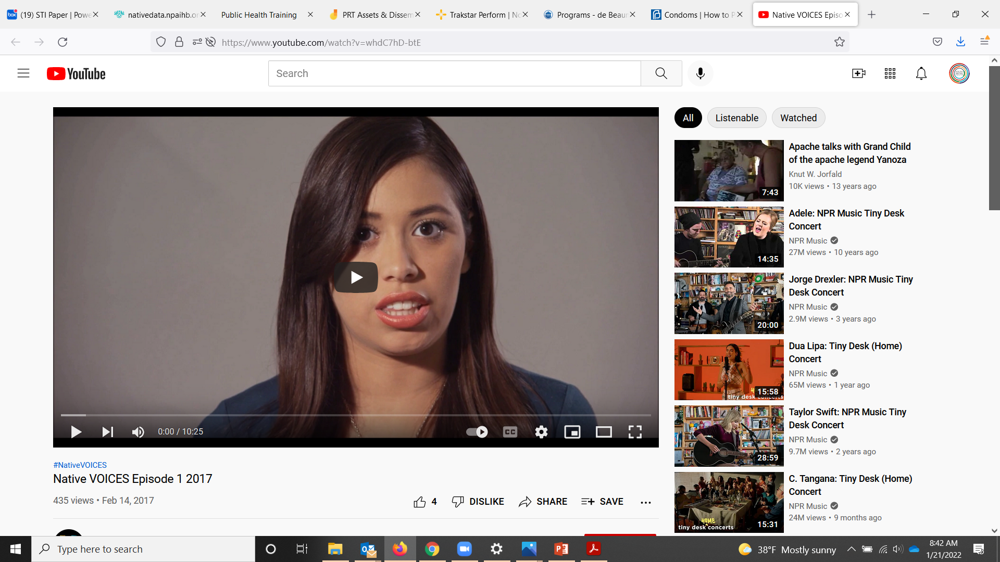 (19) STI Paper | Powe
nativedata.npaihb.or
Public Health Training
PRT Assets & Dissem
Trakstar Perform | No
Programs - de Beaur
Condoms | How to P
Native VOICES Episo
https://www.youtube.com/watch?v=whdC7hD-btE
YouTube
Search
All
Listenable
Watched
7:43
Apache talks with Grand Child
of the apache legend Yanoza
Knut W. Jorfald
10K views • 13 years ago
14:35
Adele: NPR Music Tiny Desk
Concert
NPR Music
27M views • 10 years ago
20:00
Jorge Drexler: NPR Music Tiny
Desk Concert
NPR Music
2.9M views • 3 years ago
15:58
tiny desk concerts
Dua Lipa: Tiny Desk (Home)
Concert
NPR Music
65M views • 1 year ago
28:59
Taylor Swift: NPR Music Tiny
Desk Concert
NPR Music
9.7M views • 2 years ago
HOME
tiny desk concerts
15:31
C. Tangana: Tiny Desk (Home)
Concert
NPR Music
24M views • 9 months ago
0:00 / 10:25
CC
#NativeVOICES
Native VOICES Episode 1 2017
435 views • Feb 14, 2017
4
DISLIKE
SHARE
SAVE
Type here to search
38°F Mostly sunny
8:42 AM
1/21/2022